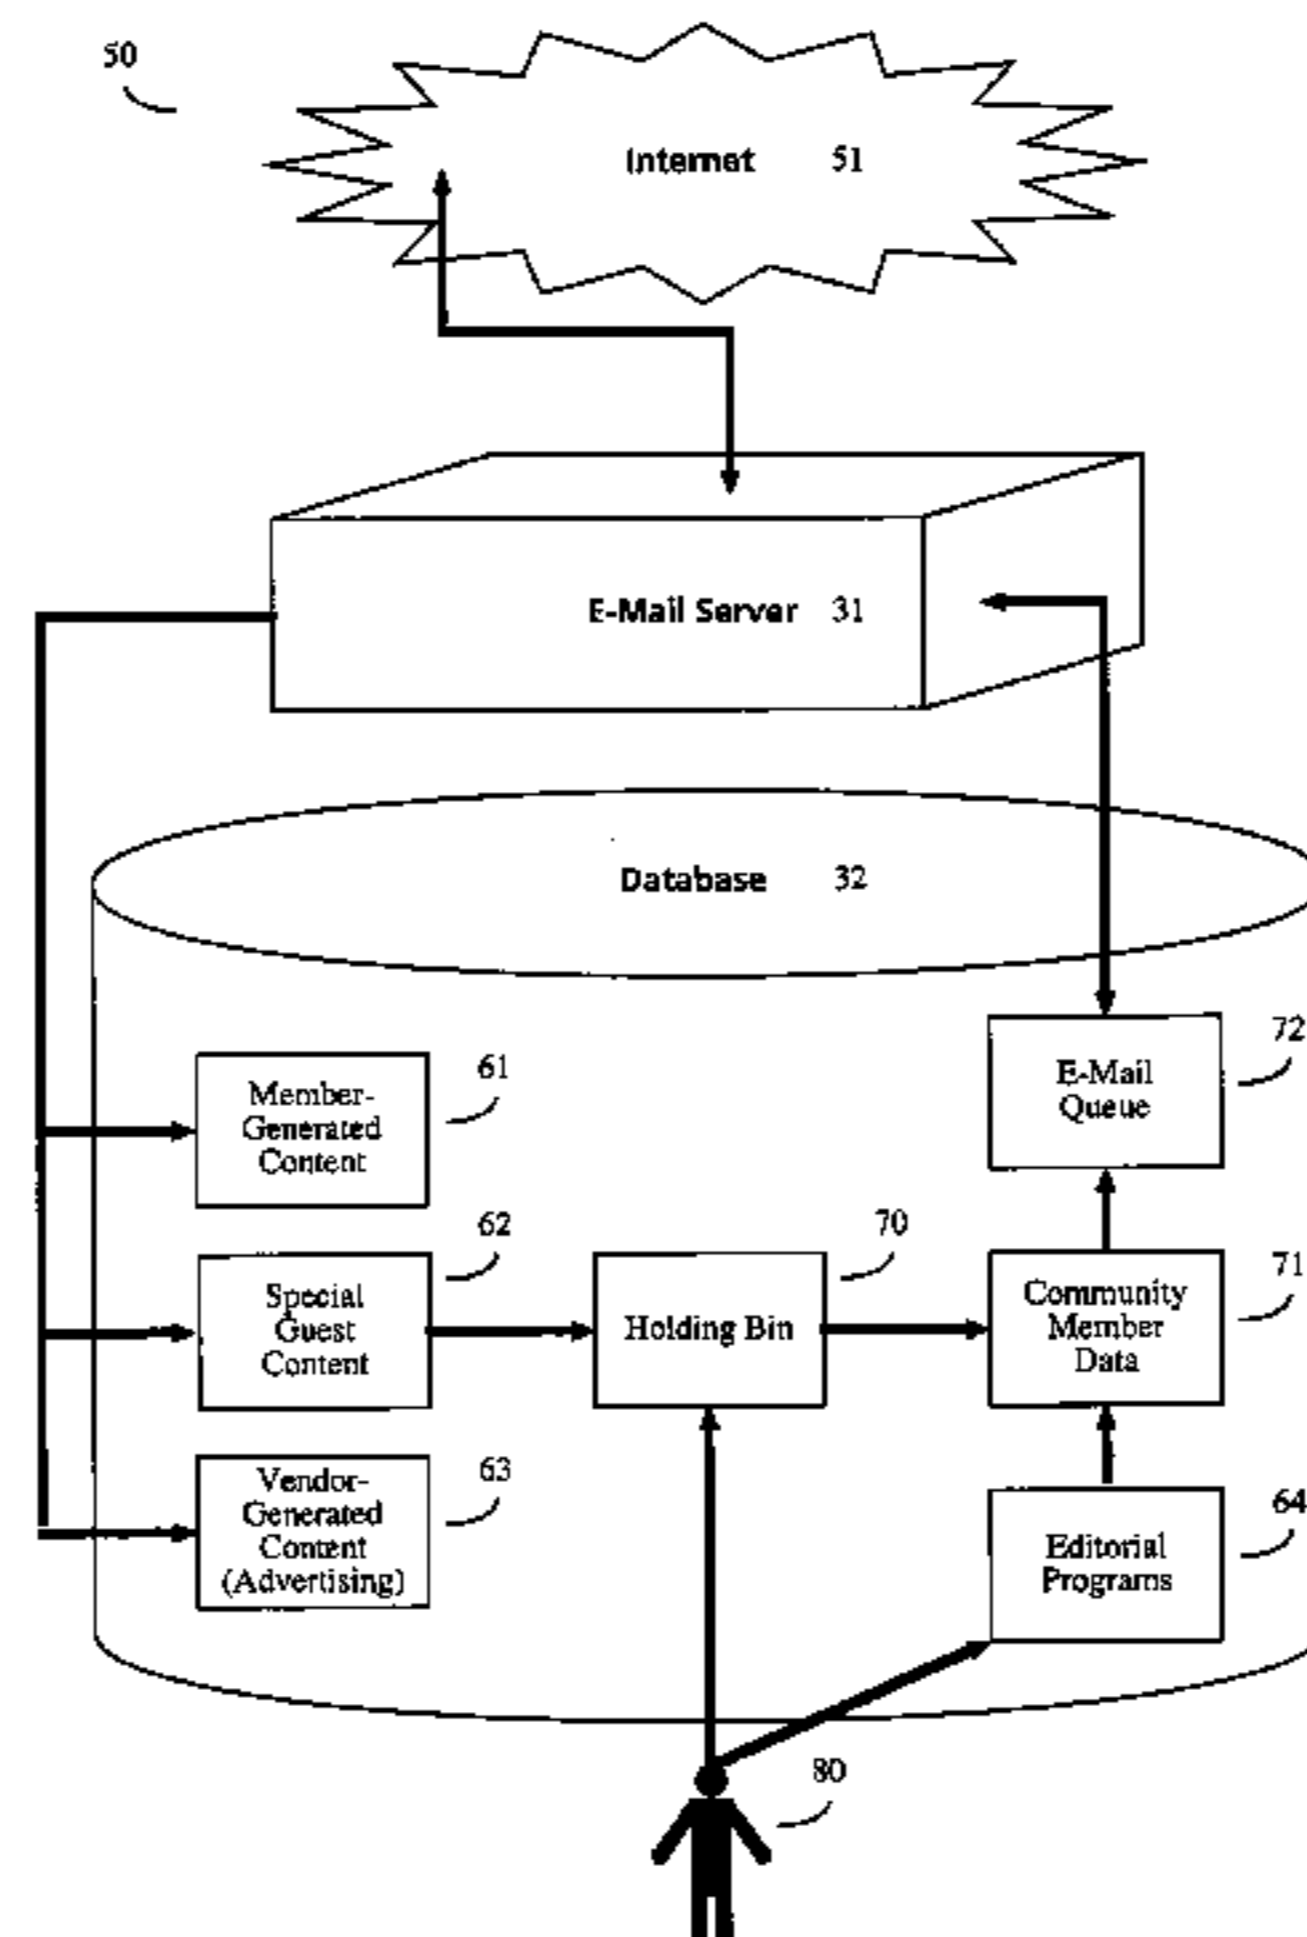 50
Internet 51
E-Mail Server 31
Database 32
72
E-Mail
Queue
61
Member-
Generated
Content
62
Special
Guest
Content
70
Holding Bin
71
Community
Member
Data
63
Vendor-
Generated
Content
(Advertising)
64
Editorial
Programs
80